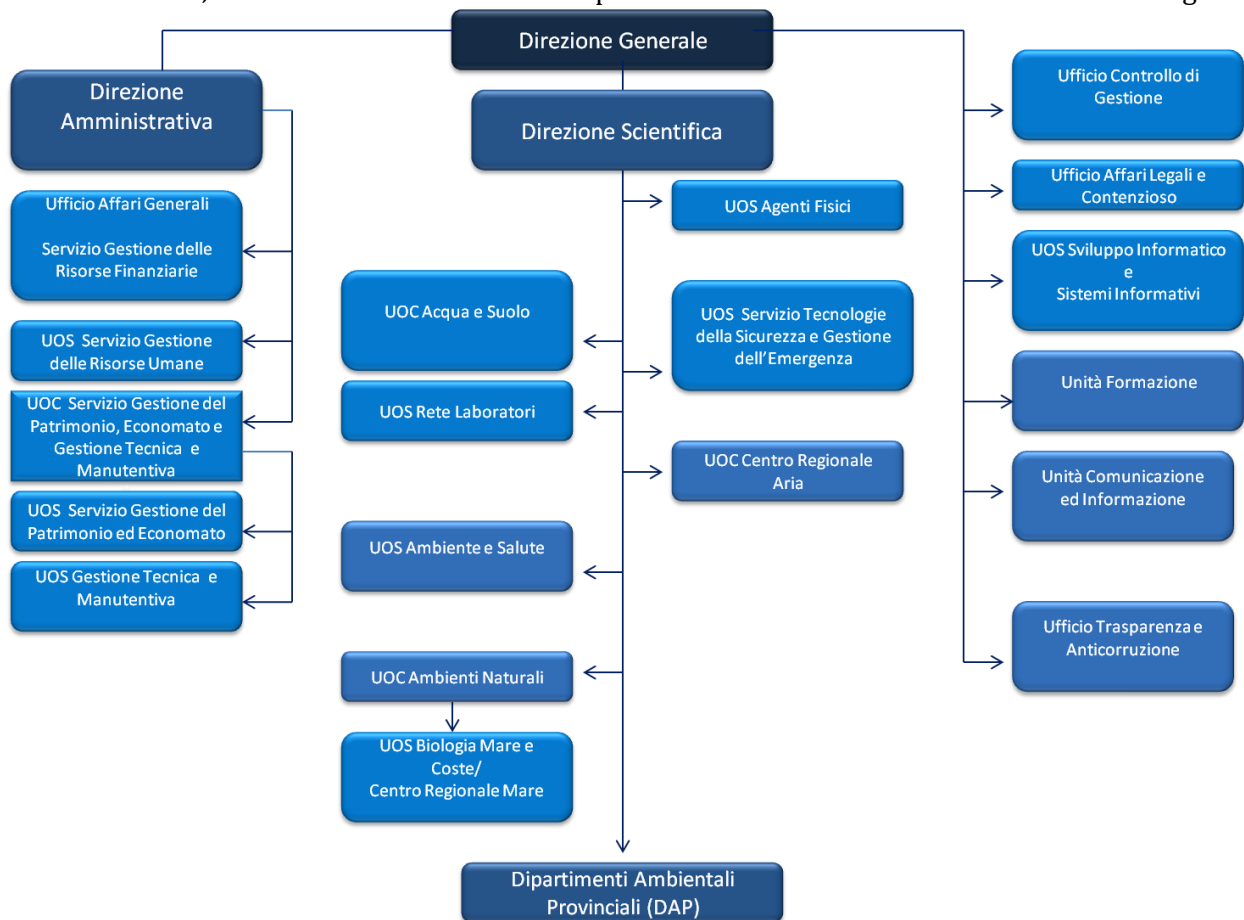 Direzione Generale
Direzione
Amministrativa
Ufficio Affari Generali
Servizio Gestione delle
Risorse Finanziarie
UOS Servizio Gestione
delle Risorse Umane
UOC Servizio Gestione del
Patrimonio, Economato e
Gestione Tecnica e
Manutentiva
UOS Servizio Gestione del
Patrimonio ed Economato
UOS Gestione Tecnica e
Manutentiva
Direzione Scientifica
UOS Agenti Fisici
UOC Acqua e Suolo
UOS Servizio Tecnologie
della Sicurezza e Gestione
dell'Emergenza
UOS Rete Laboratori
UOC Centro Regionale
Aria
UOS Ambiente e Salute
UOC Ambienti Naturali
UOS Biologia Mare e
Coste/
Centro Regionale Mare
Dipartimenti Ambientali
Provinciali (DAP)
Ufficio Controllo di
Gestione
Ufficio Affari Legali e
Contenzioso
UOS Sviluppo Informatico
e
Sistemi Informativi
Unità Formazione
Unità Comunicazione
ed Informazione
Ufficio Trasparenza e
Anticorruzione